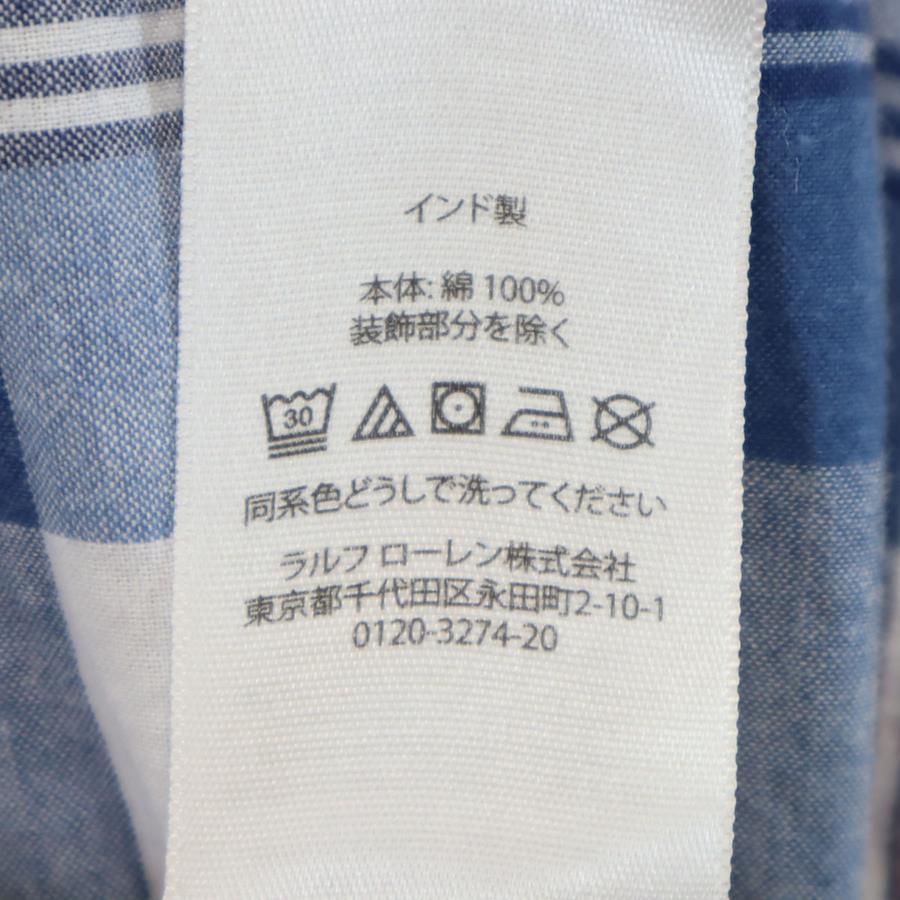 インド製
本体: 綿 100%
装飾部分を除く
30
同系色どうしで洗ってください
ラルフ ローレン株式会社
東京都千代田区永田町2-10-1
0120-3274-20